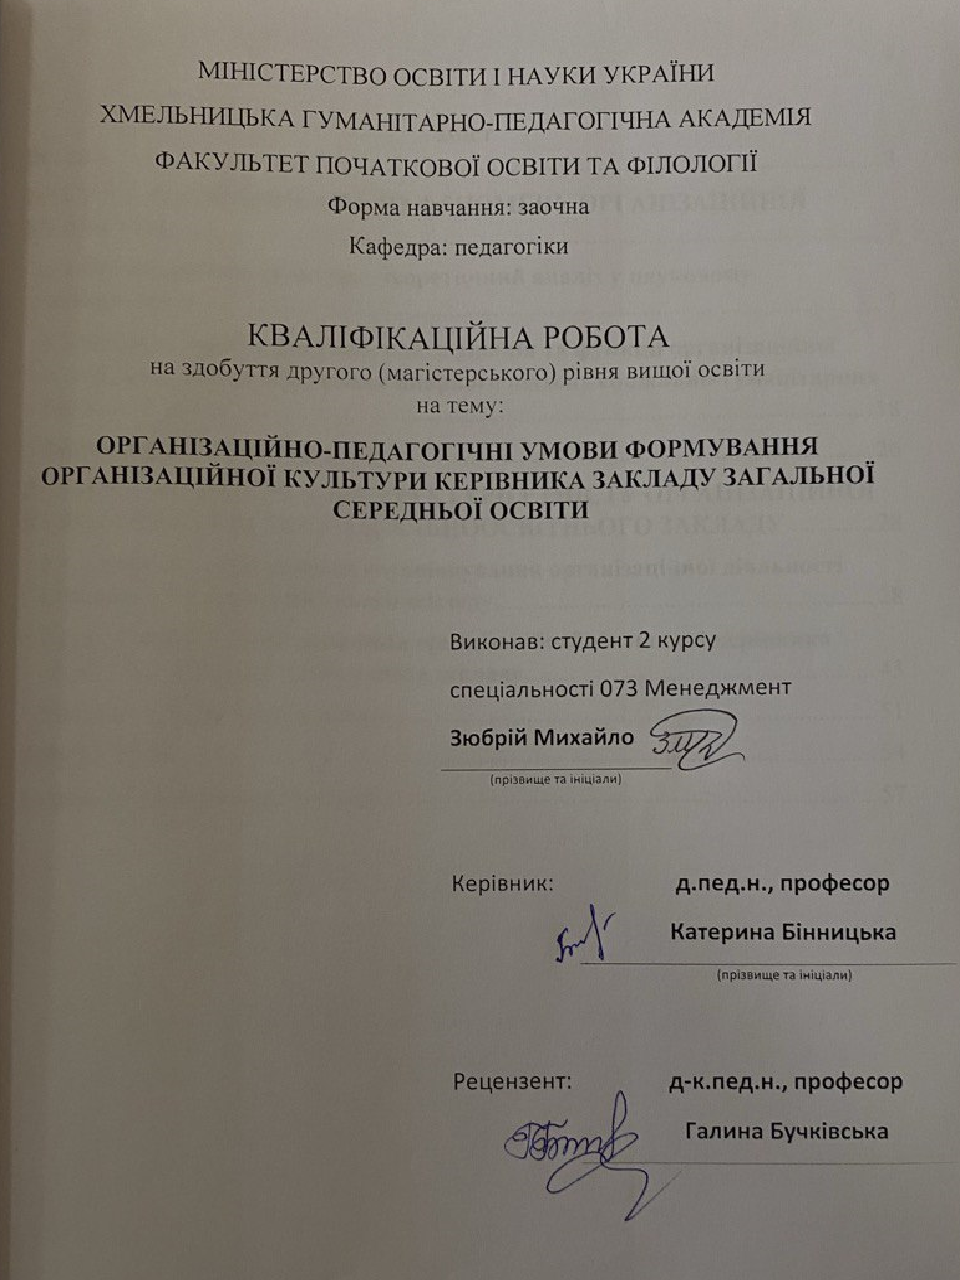 МІНІСТЕРСТВО ОСВІТИ І НАУКИ УКРАЇНИ
ХМЕЛЬНИЦЬКА ГУМАНІТАРНО-ПЕДАГОГІЧНА АКАДЕМІЯ
ФАКУЛЬТЕТ ПОЧАТКОВОЇ ОСВІТИ ТА ФІЛОЛОГІЇ
Форма навчання: заочна
Кафедра: педагогіки
КВАЛІФІКАЦІЙНА РОБОТА
на здобуття другого (магістерського) рівня вищої освіти
на тему:
ОРГАНІЗАЦІЙНО-ПЕДАГОГІЧНІ УМОВИ ФОРМУВАННЯ
ОРГАНІЗАЦІЙНОЇ КУЛЬТУРИ КЕРІВНИКА ЗАКЛАДУ ЗАГАЛЬНОЇ
СЕРЕДНЬОЇ ОСВІТИ
Виконав: студент 2 курсу
спеціальності 073 Менеджмент
Зюбрій Михайло
(прізвище та ініціали)
Керівник: д.пед.н., професор
Катерина Бінницька
(прізвище та ініціали)
Рецензент: д-к.пед.н., професор
Галина Бучківська